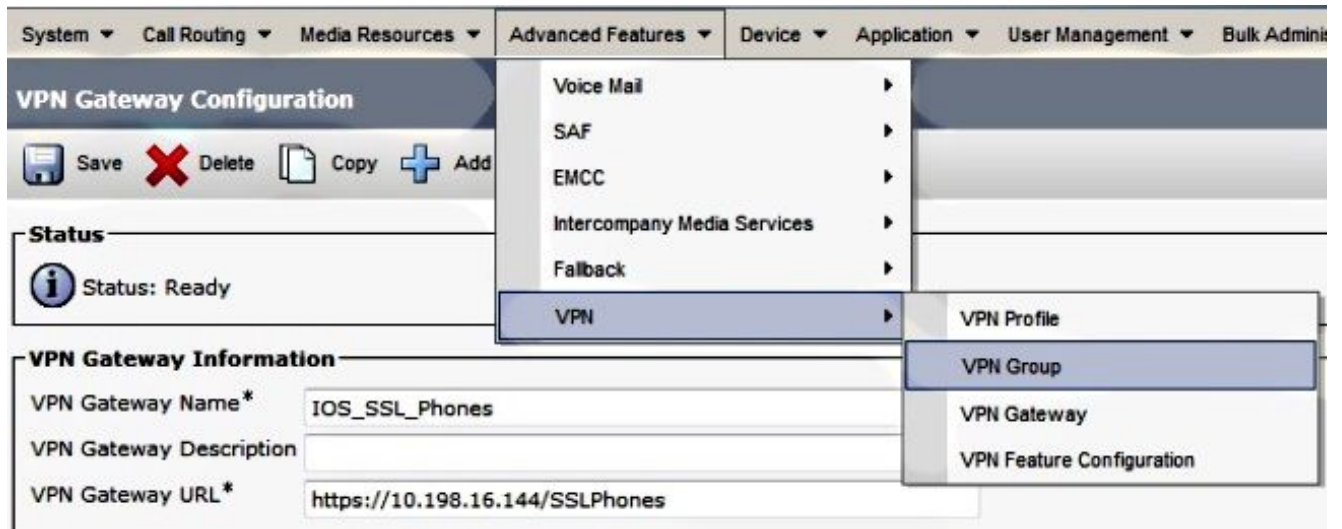 System Call Routing Media Resources Advanced Features Device Application User Management Bulk Adminis
VPN Gateway Configuration
Save Delete Copy Add
Voice Mail
SAF
EMCC
Intercompany Media Services
Fallback
VPN
VPN Profile
VPN Group
VPN Gateway
VPN Feature Configuration
Status
i Status: Ready
VPN Gateway Information
VPN Gateway Name* IOS_SSL_Phones
VPN Gateway Description
VPN Gateway URL* https://10.198.16.144/SSLPhones